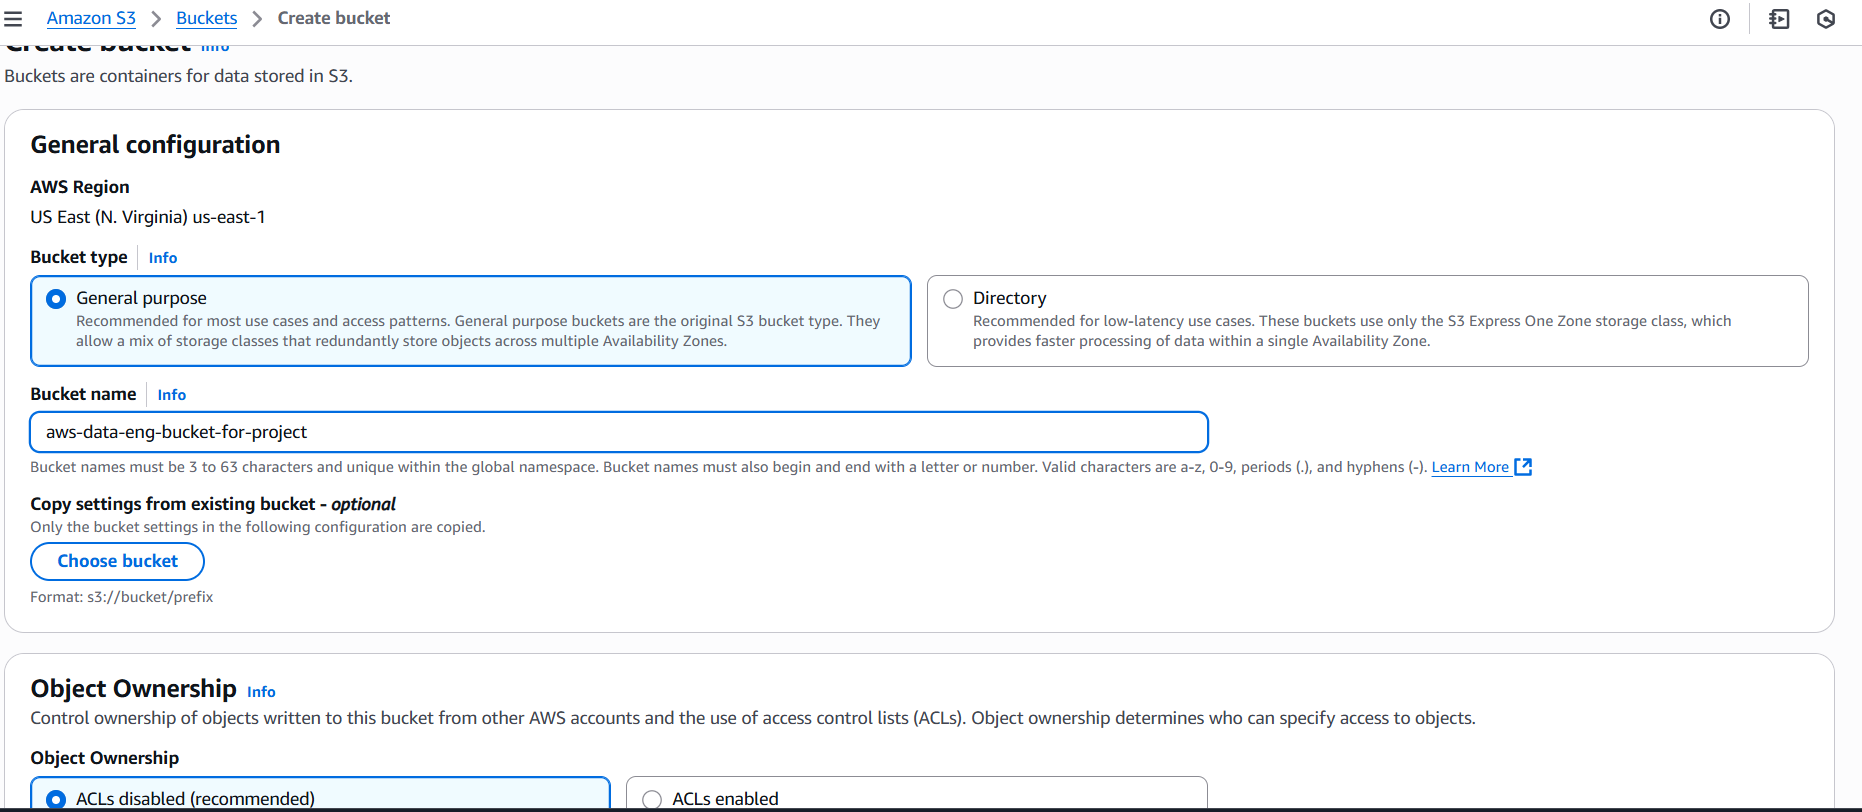 Amazon S3 > Buckets > Create bucket
Create bucket Info
Buckets are containers for data stored in S3.
General configuration
AWS Region
US East (N. Virginia) us-east-1
Bucket type Info
General purpose
Recommended for most use cases and access patterns. General purpose buckets are the original S3 bucket type. They
allow a mix of storage classes that redundantly store objects across multiple Availability Zones.
Directory
Recommended for low-latency use cases. These buckets use only the S3 Express One Zone storage class, which
provides faster processing of data within a single Availability Zone.
Bucket name Info
aws-data-eng-bucket-for-project
Bucket names must be 3 to 63 characters and unique within the global namespace. Bucket names must also begin and end with a letter or number. Valid characters are a-z, 0-9, periods (.), and hyphens (-). Learn More
Copy settings from existing bucket - optional
Only the bucket settings in the following configuration are copied.
Choose bucket
Format: s3://bucket/prefix
Object Ownership Info
Control ownership of objects written to this bucket from other AWS accounts and the use of access control lists (ACLs). Object ownership determines who can specify access to objects.
Object Ownership
ACLs disabled (recommended)
ACLs enabled